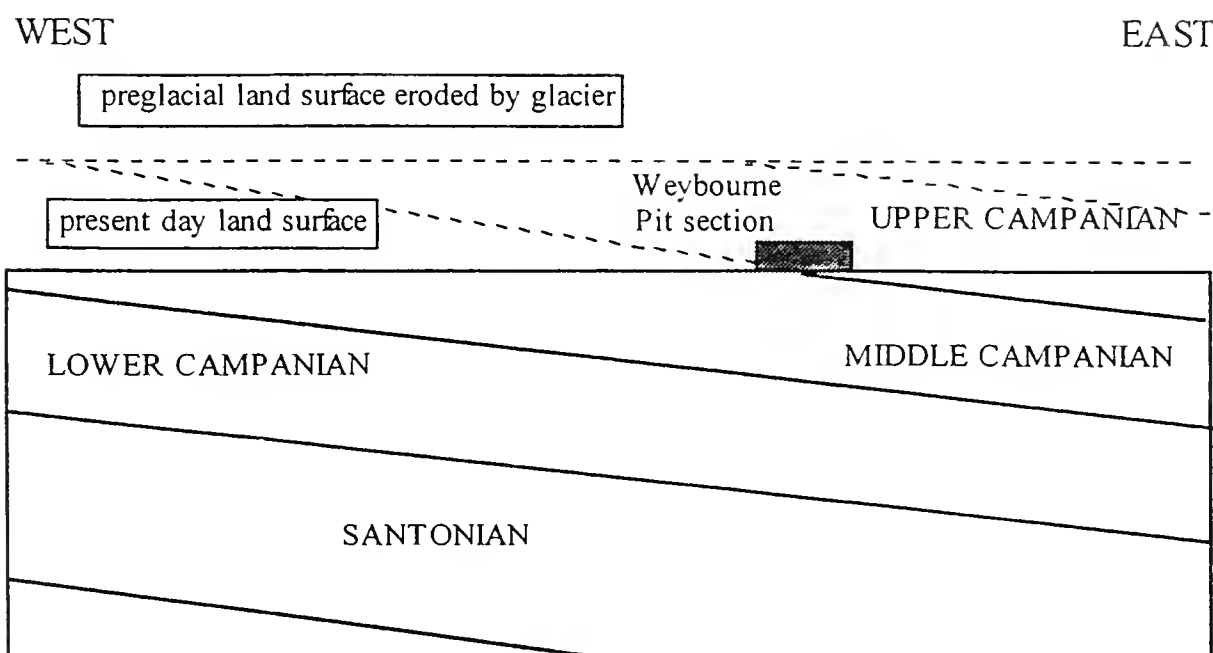 WEST
EAST
preglacial land surface eroded by glacier
Weybourne
Pit section
present day land surface
UPPER CAMPANIAN
LOWER CAMPANIAN
MIDDLE CAMPANIAN
SANTONIAN